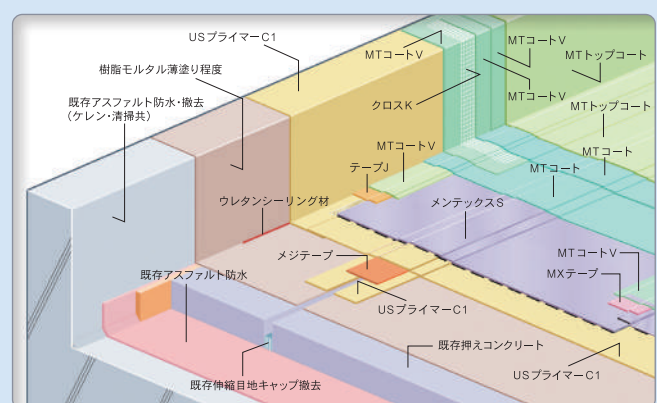 USプライマーC1
MTコートV
MTコートV
MTトップコート
樹脂モルタル薄塗り程度
MTコートV
既存アスファルト防水・撤去
(ケレン・清掃共)
クロスK
MTトップコート
MTコートV
MTコート
テープJ
MTコート
ウレタンシーリング材
メンテックスS
メジテープ
MTコートV
既存アスファルト防水
MXテープ
USプライマーC1
既存押えコンクリート
USプライマーC1
既存伸縮目地キャップ撤去